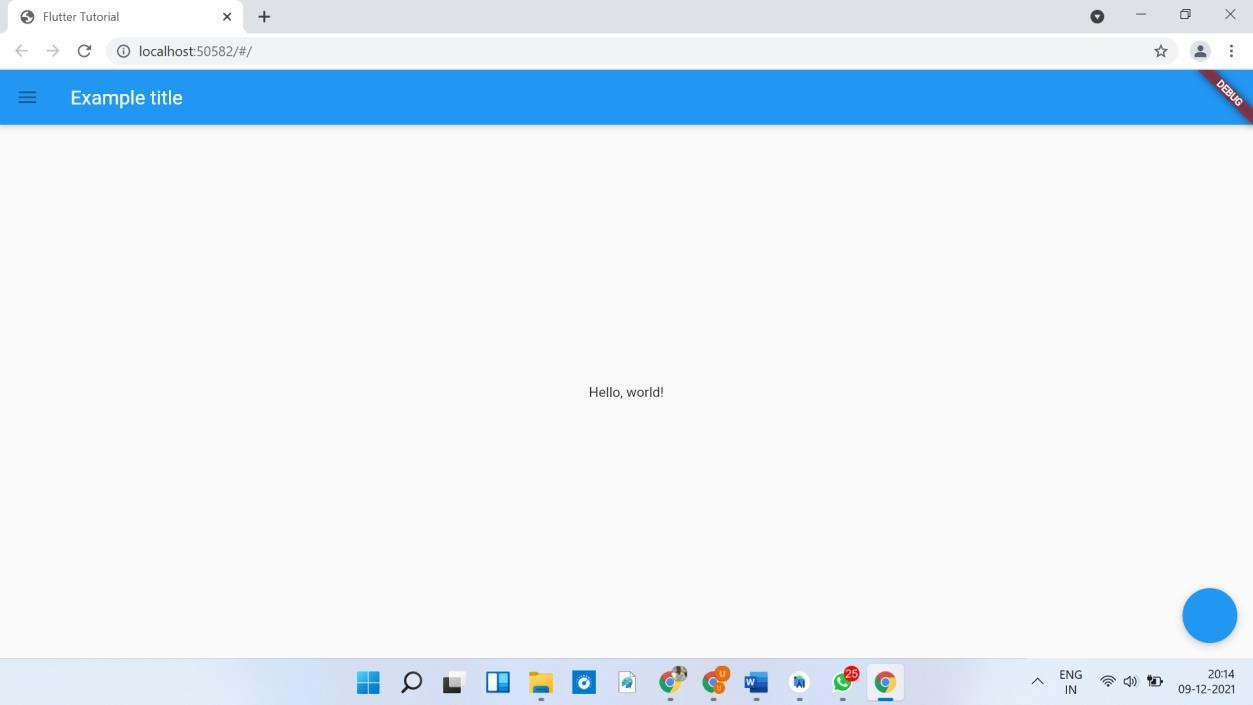 Flutter Tutorial
localhost:50582/#/
Example title
DEBUG
Hello, world!
U
U
W
25
ENG
IN
20:14
09-12-2021